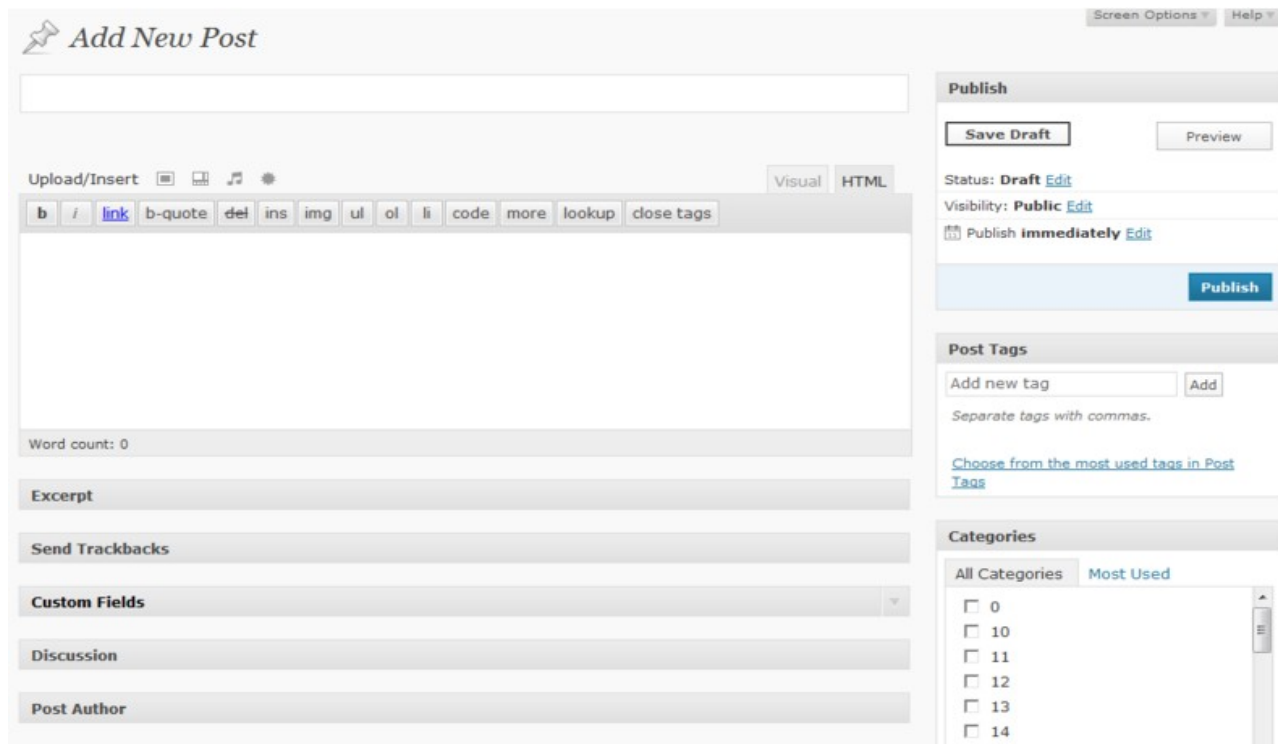 Screen Options Help
Add New Post
Upload/Insert Visual HTML
b i link b-quote del ins img ul ol li code more lookup close tags
Word count: 0
Excerpt
Send Trackbacks
Custom Fields
Discussion
Post Author
Publish
Save Draft Preview
Status: Draft Edit
Visibility: Public Edit
Publish immediately Edit
Publish
Post Tags
Add new tag Add
Separate tags with commas.
Choose from the most used tags in Post
Tags
Categories
All Categories Most Used
0
10
11
12
13
14